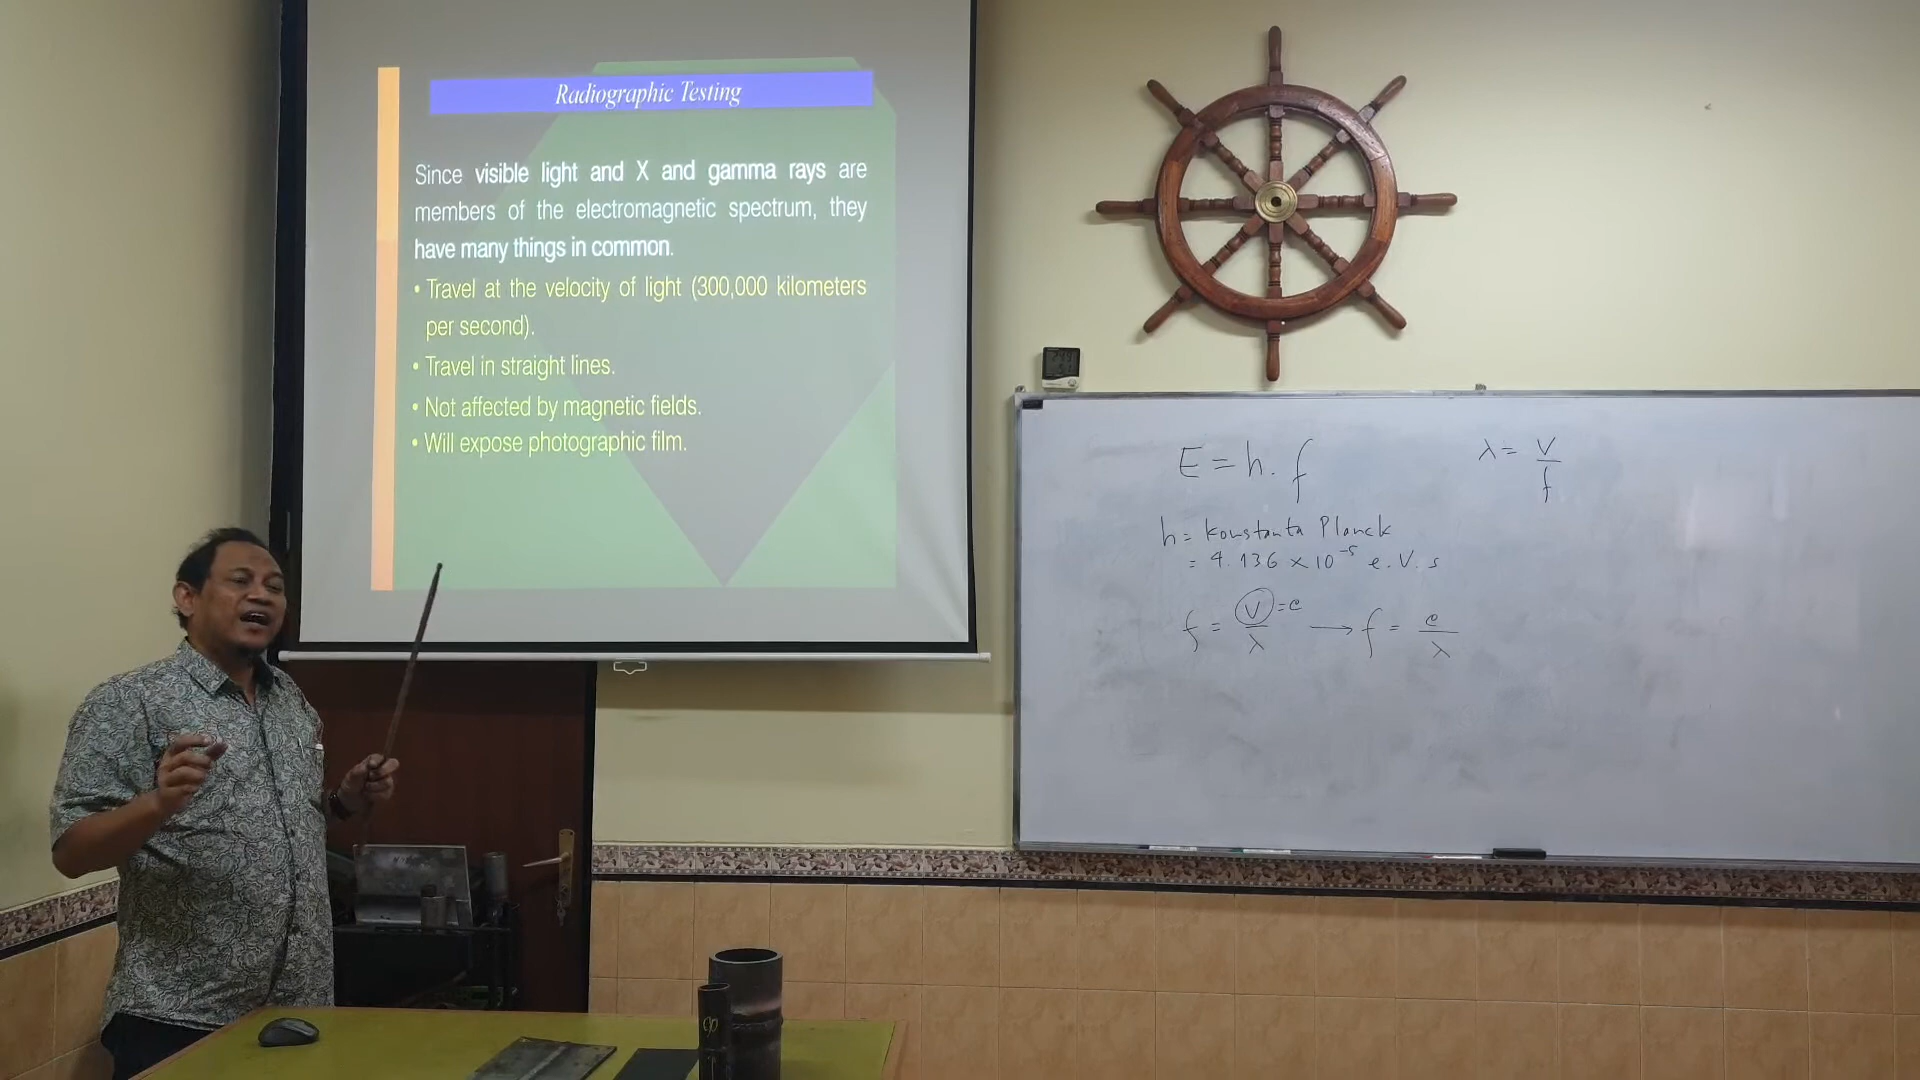 Radiographic Testing
Since visible light and X and gamma rays are
members of the electromagnetic spectrum, they
have many things in common.
• Travel at the velocity of light (300,000 kilometers
per second).
• Travel in straight lines.
• Not affected by magnetic fields.
• Will expose photographic film.
E = h . f
λ = V / f
h = Konstanta Planck
= 4.136 × 10⁻⁵ e.V.s
f = V / λ = c → f = c / λ